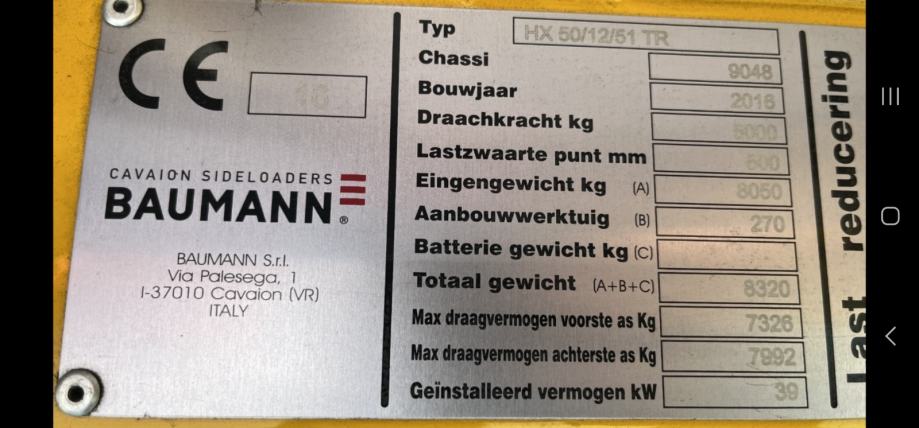 CE 16
CAVAION SIDELOADERS
BAUMANN ®
BAUMANN S.r.l.
Via Palesega, 1
I-37010 Cavaion (VR)
ITALY
Typ HX 50/12/51 TR
Chassi 9048
Bouwjaar 2016
Draachkracht kg 5000
Lastzwaarte punt mm 600
Eingengewicht kg (A) 8050
Aanbouwwerktuig (B) 270
Batterie gewicht kg (C)
Totaal gewicht (A+B+C) 8320
Max draagvermogen voorste as Kg 7326
Max draagvermogen achterste as Kg 7992
Geïnstalleerd vermogen kW 39
Last reducering